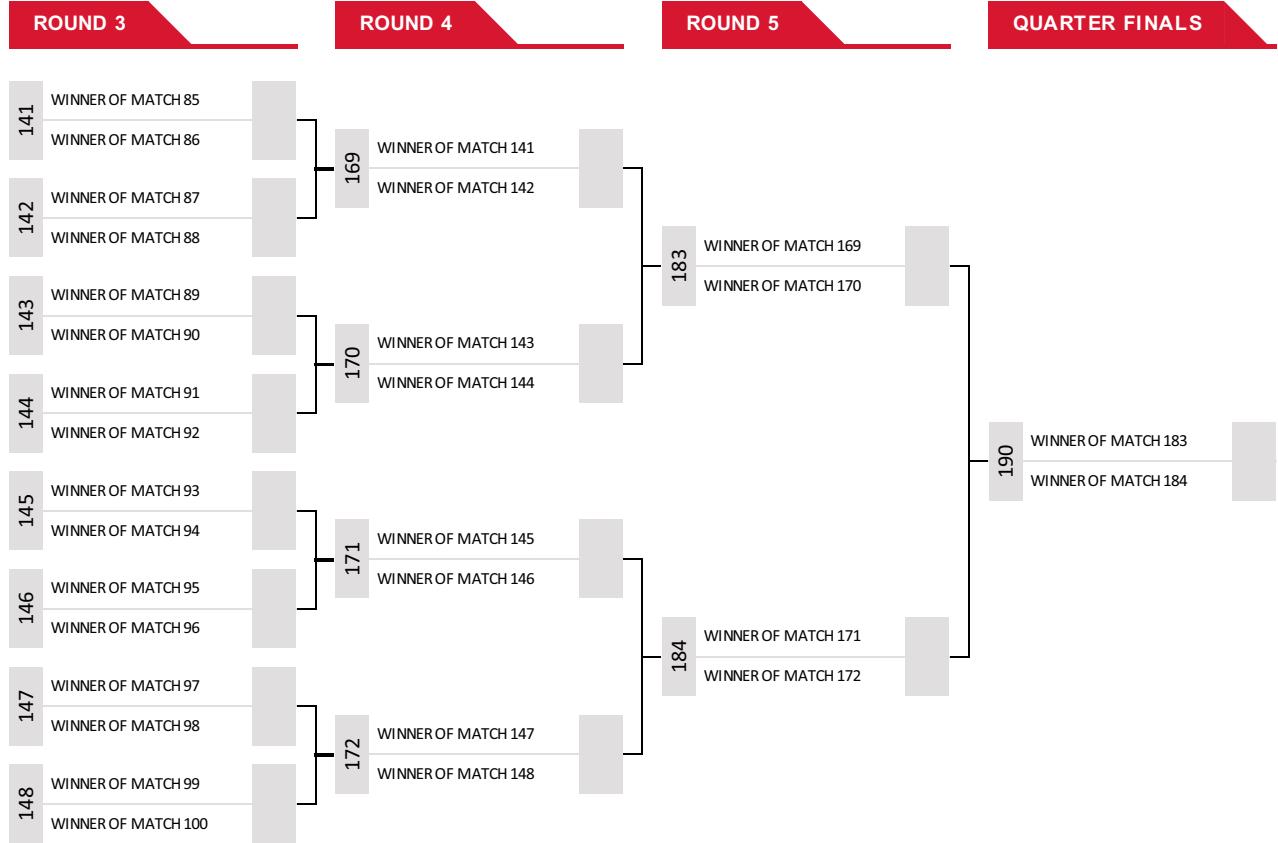 ROUND 3
ROUND 4
ROUND 5
QUARTER FINALS
141
WINNER OF MATCH 85
WINNER OF MATCH 86
142
WINNER OF MATCH 87
WINNER OF MATCH 88
143
WINNER OF MATCH 89
WINNER OF MATCH 90
144
WINNER OF MATCH 91
WINNER OF MATCH 92
145
WINNER OF MATCH 93
WINNER OF MATCH 94
146
WINNER OF MATCH 95
WINNER OF MATCH 96
147
WINNER OF MATCH 97
WINNER OF MATCH 98
148
WINNER OF MATCH 99
WINNER OF MATCH 100
169
WINNER OF MATCH 141
WINNER OF MATCH 142
170
WINNER OF MATCH 143
WINNER OF MATCH 144
171
WINNER OF MATCH 145
WINNER OF MATCH 146
172
WINNER OF MATCH 147
WINNER OF MATCH 148
183
WINNER OF MATCH 169
WINNER OF MATCH 170
184
WINNER OF MATCH 171
WINNER OF MATCH 172
190
WINNER OF MATCH 183
WINNER OF MATCH 184